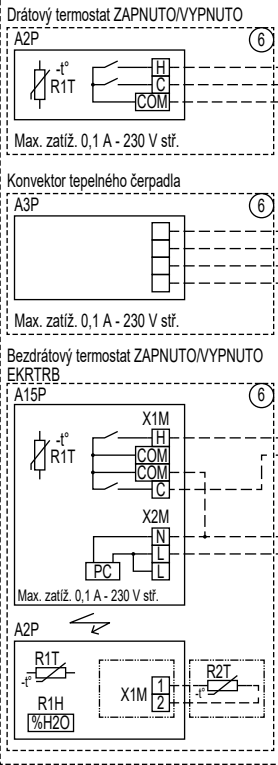 Drátový termostat ZAPNUTO/VYPNUTO
A2P
6
-t°
R1T
H
C
COM
Max. zatíž. 0,1 A - 230 V stř.
Konvektor tepelného čerpadla
A3P
6
Max. zatíž. 0,1 A - 230 V stř.
Bezdrátový termostat ZAPNUTO/VYPNUTO
EKRTRB
A15P
6
X1M
-t°
R1T
H
COM
COM
C
X2M
N
L
PC
L
Max. zatíž. 0,1 A - 230 V stř.
A2P
R1T
-t°
R1H
%H2O
X1M
1
2
R2T
-t°